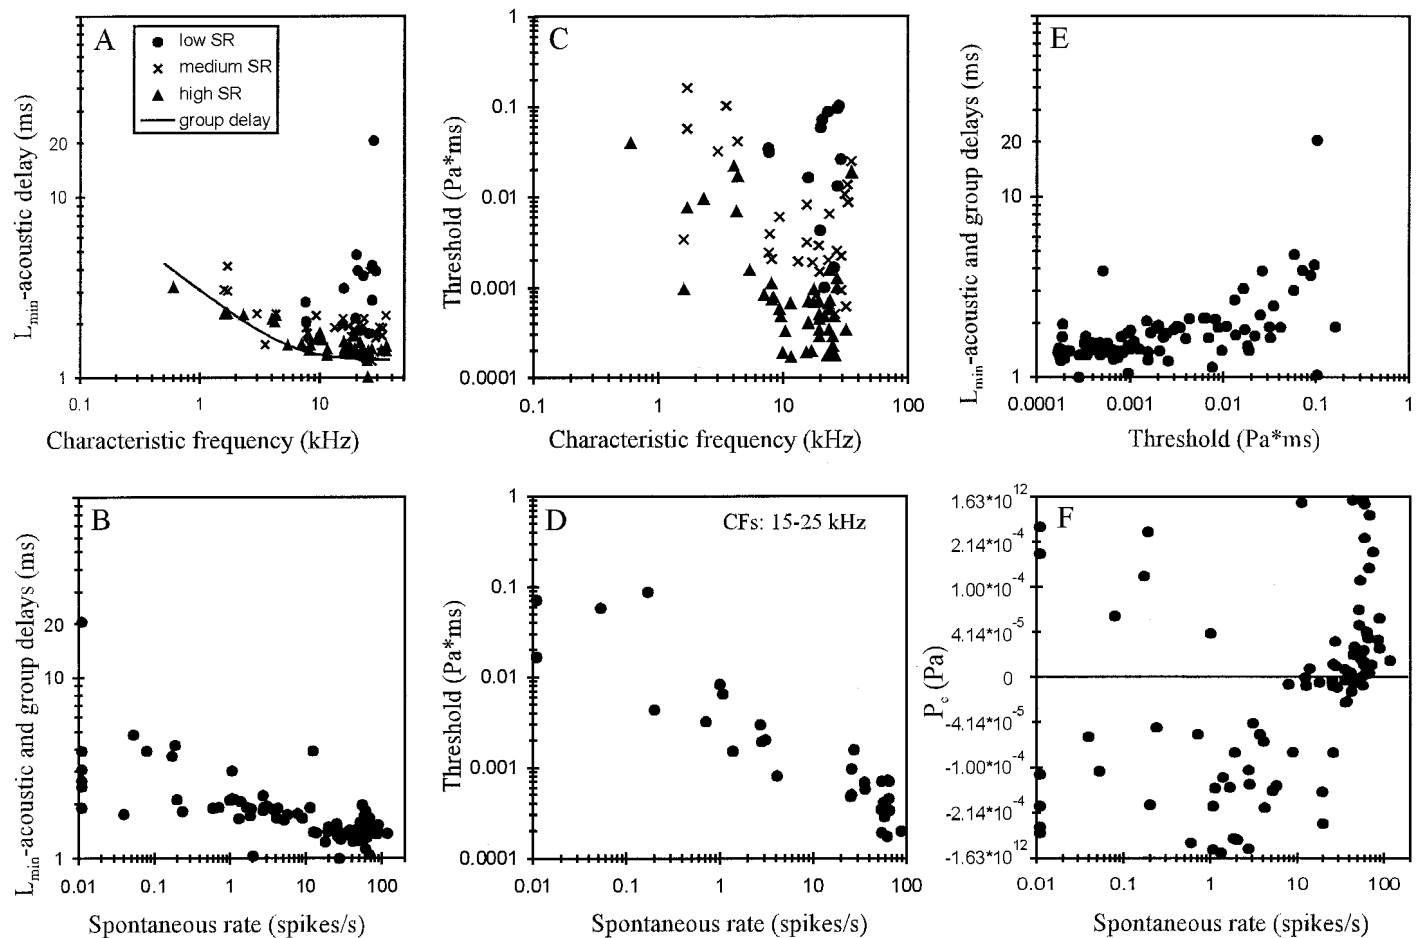 A
low SR
medium SR
high SR
group delay
L min-acoustic delay (ms)
20
10
1
0.1
1
10
Characteristic frequency (kHz)
C
Threshold (Pa*ms)
1
0.1
0.01
0.001
0.0001
0.1
1
10
100
Characteristic frequency (kHz)
E
L min-acoustic and group delays (ms)
20
10
1
0.0001
0.001
0.01
0.1
1
Threshold (Pa*ms)
B
L min-acoustic and group delays (ms)
20
10
1
0.01
0.1
1
10
100
Spontaneous rate (spikes/s)
D
CFs: 15-25 kHz
Threshold (Pa*ms)
1
0.1
0.01
0.001
0.0001
0.01
0.1
1
10
100
Spontaneous rate (spikes/s)
F
P c (Pa)
1.63*10 12
2.14*10 -4
1.00*10 -4
4.14*10 -5
0
-4.14*10 -5
-1.00*10 -4
-2.14*10 -4
-1.63*10 12
0.01
0.1
1
10
100
Spontaneous rate (spikes/s)